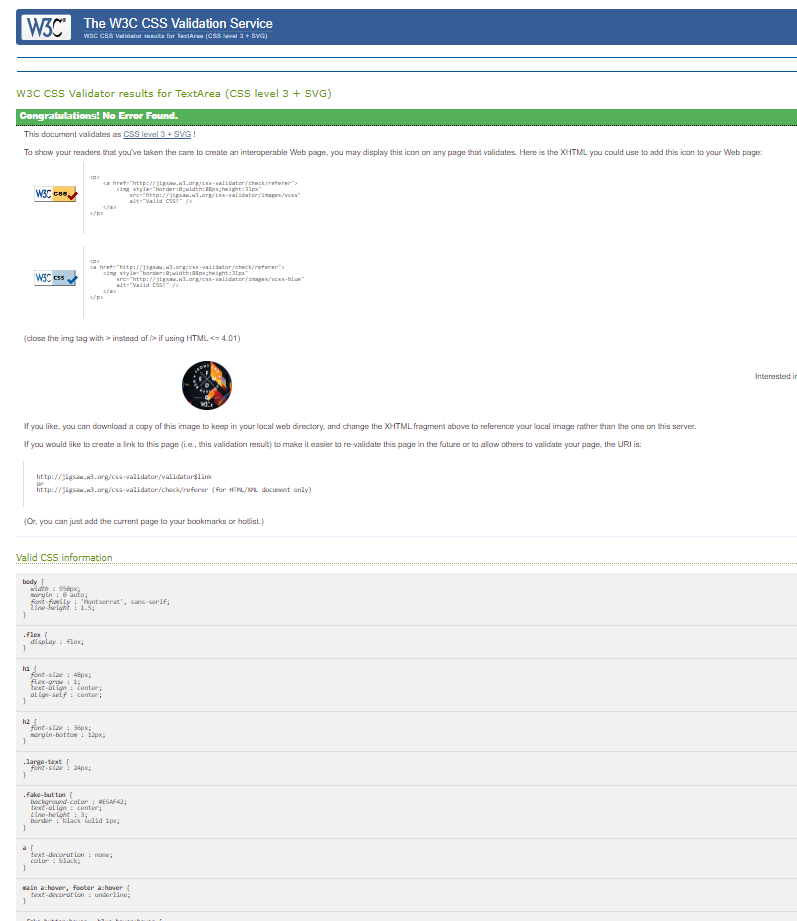 W3C® The W3C CSS Validation Service
W3C CSS Validator results for TextArea (CSS level 3 + SVG)
W3C CSS Validator results for TextArea (CSS level 3 + SVG)
Congratulations! No Error Found.
This document validates as CSS level 3 + SVG !
To show your readers that you've taken the care to create an interoperable Web page, you may display this icon on any page that validates. Here is the XHTML you could use to add this icon to your Web page:
W3C css
<p>
<a href="http://jigsaw.w3.org/css-validator/check/referer">
<img style="border:0;width:88px;height:31px"
src="http://jigsaw.w3.org/css-validator/images/vcss"
alt="Valid CSS!" />
</a>
</p>
W3C css
<p>
<a href="http://jigsaw.w3.org/css-validator/check/referer">
<img style="border:0;width:88px;height:31px"
src="http://jigsaw.w3.org/css-validator/images/vcss-blue"
alt="Valid CSS!" />
</a>
</p>
(close the img tag with > instead of /> if using HTML <= 4.01)
Interested in
If you like, you can download a copy of this image to keep in your local web directory, and change the XHTML fragment above to reference your local image rather than the one on this server.
If you would like to create a link to this page (i.e., this validation result) to make it easier to re-validate this page in the future or to allow others to validate your page, the URI is:
http://jigsaw.w3.org/css-validator/validator$link
or
http://jigsaw.w3.org/css-validator/check/referer (for HTML/XML document only)
(Or, you can just add the current page to your bookmarks or hotlist.)
Valid CSS information
body {
width : 950px;
margin : 0 auto;
font-family : 'Montserrat', sans-serif;
line-height : 1.5;
}
.flex {
display : flex;
}
h1 {
font-size : 48px;
flex-grow : 1;
text-align : center;
align-self : center;
}
h2 {
font-size : 36px;
margin-bottom : 12px;
}
.large-text {
font-size : 24px;
}
.fake-button {
background-color : #E5AF42;
text-align : center;
line-height : 3;
border : black solid 1px;
}
a {
text-decoration : none;
color : black;
}
main a:hover, footer a:hover {
text-decoration : underline;
}